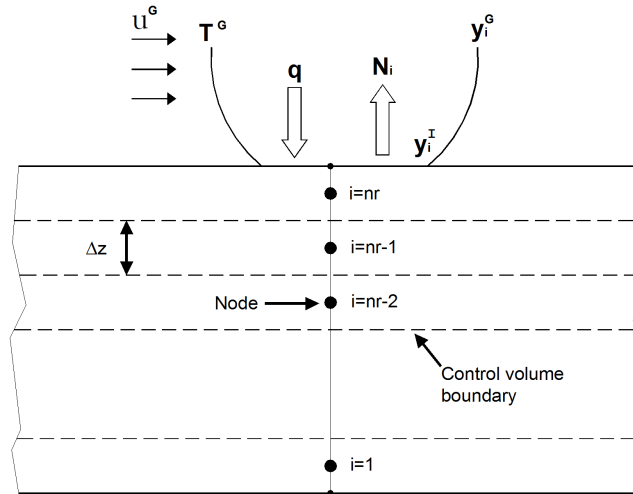 u^G
T^G
y_i^G
q
N_i
y_i^I
i=nr
Δz
i=nr-1
Node
i=nr-2
Control volume
boundary
i=1